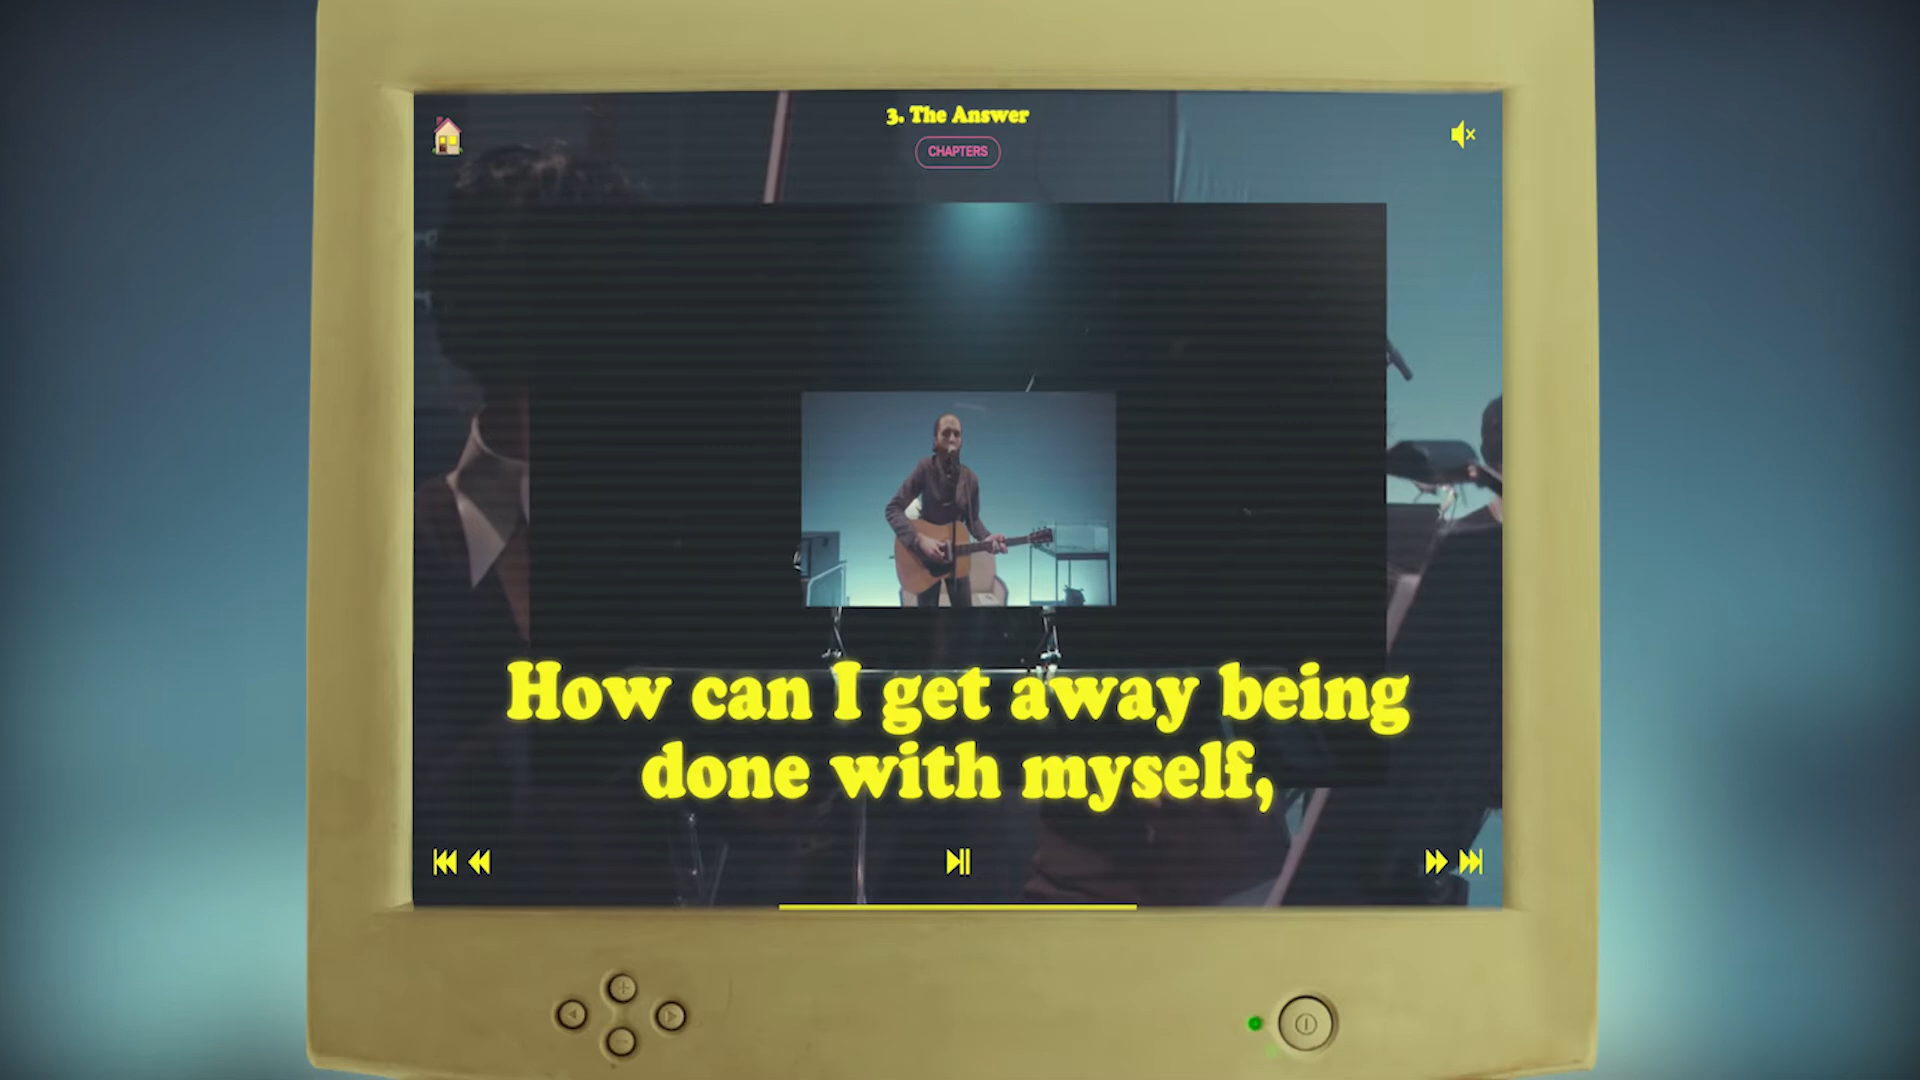 3. The Answer
CHAPTERS
How can I get away being
done with myself,